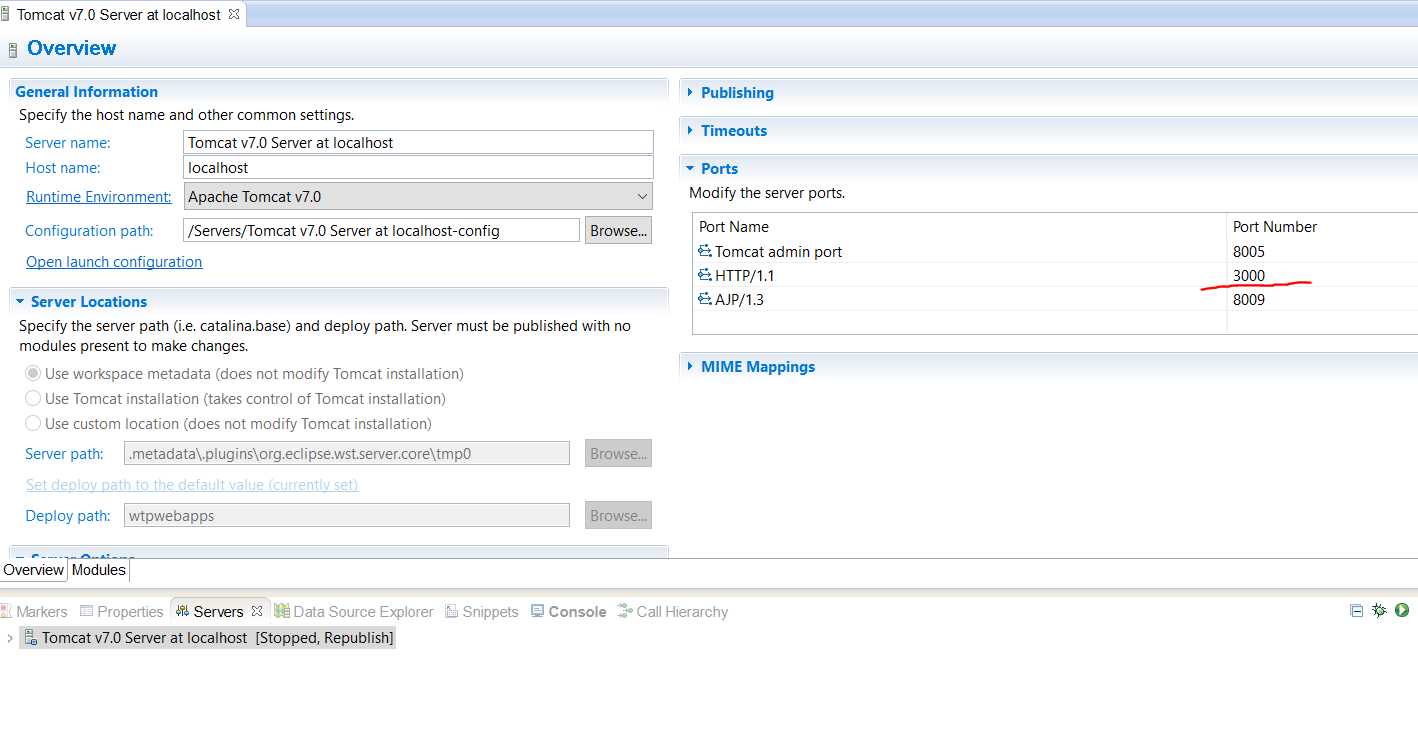 Tomcat v7.0 Server at localhost
Overview
General Information
Specify the host name and other common settings.
Server name: Tomcat v7.0 Server at localhost
Host name: localhost
Runtime Environment: Apache Tomcat v7.0
Configuration path: /Servers/Tomcat v7.0 Server at localhost-config Browse...
Open launch configuration
Server Locations
Specify the server path (i.e. catalina.base) and deploy path. Server must be published with no
modules present to make changes.
Use workspace metadata (does not modify Tomcat installation)
Use Tomcat installation (takes control of Tomcat installation)
Use custom location (does not modify Tomcat installation)
Server path: .metadata\.plugins\org.eclipse.wst.server.core\tmp0 Browse...
Set deploy path to the default value (currently set)
Deploy path: wtpwebapps Browse...
Server Options
Publishing
Timeouts
Ports
Modify the server ports.
Port Name Port Number
Tomcat admin port 8005
HTTP/1.1 3000
AJP/1.3 8009
MIME Mappings
Overview Modules
Markers Properties Servers Data Source Explorer Snippets Console Call Hierarchy
Tomcat v7.0 Server at localhost [Stopped, Republish]